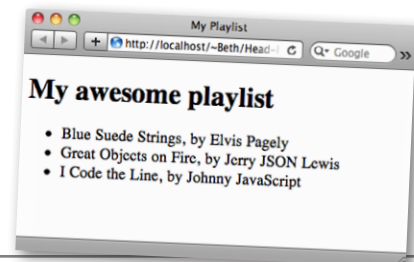 My Playlist
http://localhost/~Beth/Head-
Google
My awesome playlist
• Blue Suede Strings, by Elvis Pagely
• Great Objects on Fire, by Jerry JSON Lewis
• I Code the Line, by Johnny JavaScript